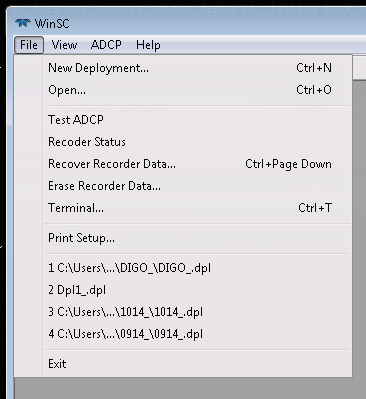 WinSC
File View ADCP Help
New Deployment... Ctrl+N
Open... Ctrl+O
Test ADCP
Recoder Status
Recover Recorder Data... Ctrl+Page Down
Erase Recorder Data...
Terminal... Ctrl+T
Print Setup...
1 C:\Users\...\DIGO_\DIGO_.dpl
2 Dpl1_.dpl
3 C:\Users\...\1014_\1014_.dpl
4 C:\Users\...\0914_\0914_.dpl
Exit